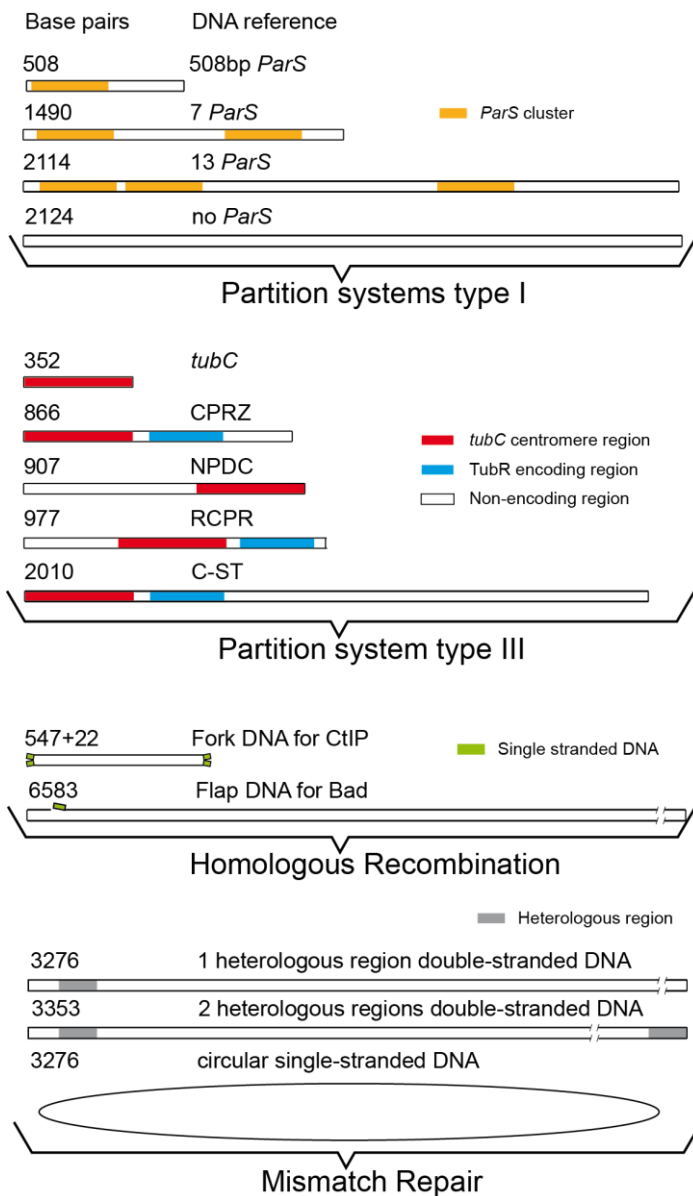 Base pairs DNA reference
508 508bp ParS
1490 7 ParS
ParS cluster
2114 13 ParS
2124 no ParS
Partition systems type I
352 tubC
866 CPRZ
tubC centromere region
907 NPDC
TubR encoding region
Non-encoding region
977 RCPR
2010 C-ST
Partition system type III
547+22 Fork DNA for CtIP
Single stranded DNA
6583 Flap DNA for Bad
Homologous Recombination
Heterologous region
3276 1 heterologous region double-stranded DNA
3353 2 heterologous regions double-stranded DNA
3276 circular single-stranded DNA
Mismatch Repair